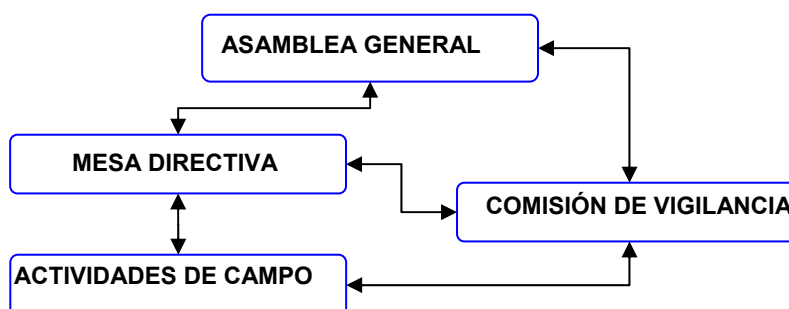 ASAMBLEA GENERAL
MESA DIRECTIVA
COMISIÓN DE VIGILANCIA
ACTIVIDADES DE CAMPO